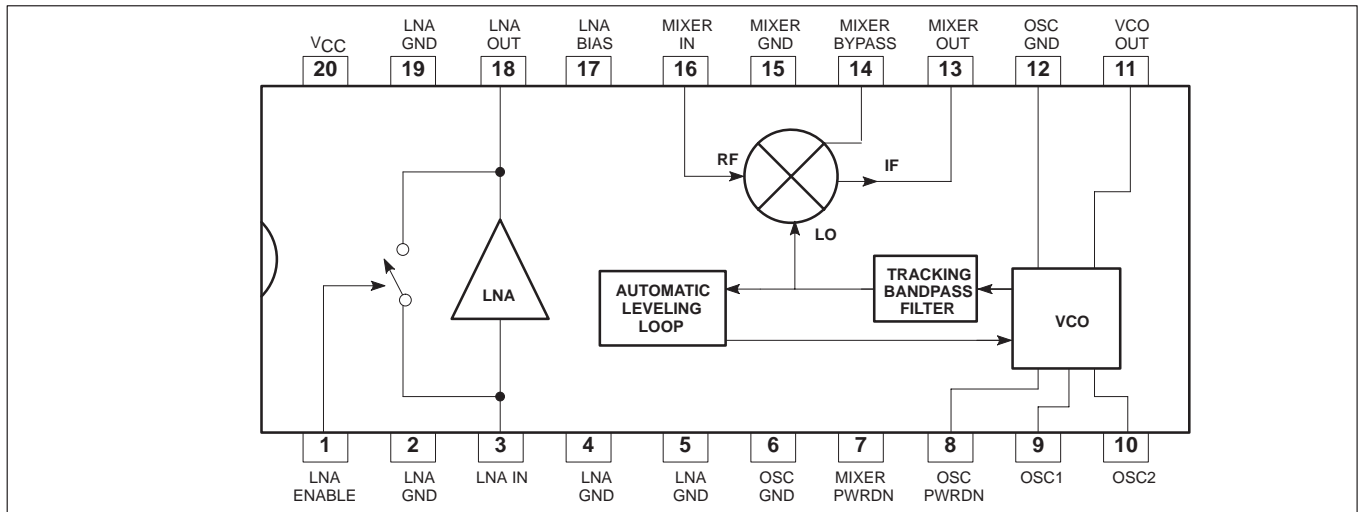 VCC
LNA
GND
LNA
OUT
LNA
BIAS
MIXER
IN
MIXER
GND
MIXER
BYPASS
MIXER
OUT
OSC
GND
VCO
OUT
20
19
18
17
16
15
14
13
12
11
RF
IF
LO
LNA
AUTOMATIC
LEVELING
LOOP
TRACKING
BANDPASS
FILTER
VCO
1
2
3
4
5
6
7
8
9
10
LNA
ENABLE
LNA
GND
LNA IN
LNA
GND
LNA
GND
OSC
GND
MIXER
PWRDN
OSC
PWRDN
OSC1
OSC2